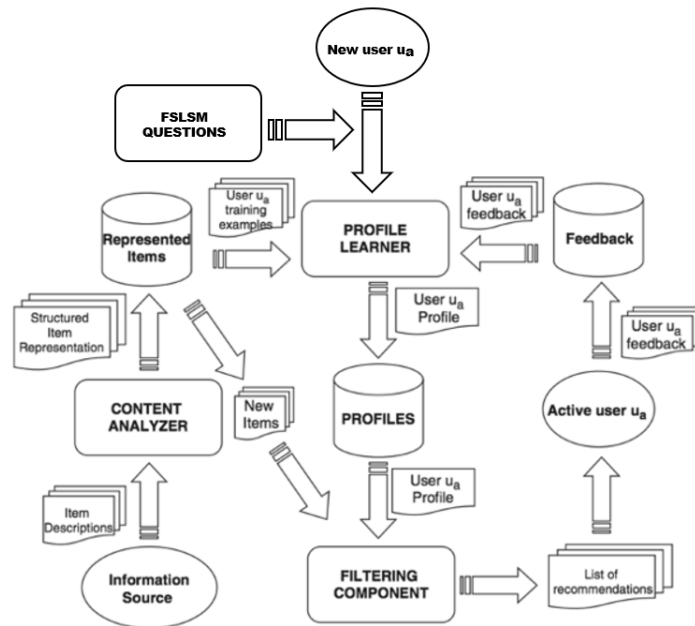 New user ua
FSLSM
QUESTIONS
User ua
training
examples
User ua
feedback
Represented
Items
PROFILE
LEARNER
Feedback
User ua
Profile
Structured
Item
Representation
User ua
feedback
CONTENT
ANALYZER
New
Items
PROFILES
Active user ua
User ua
Profile
Item
Descriptions
Information
Source
FILTERING
COMPONENT
List of
recommendations